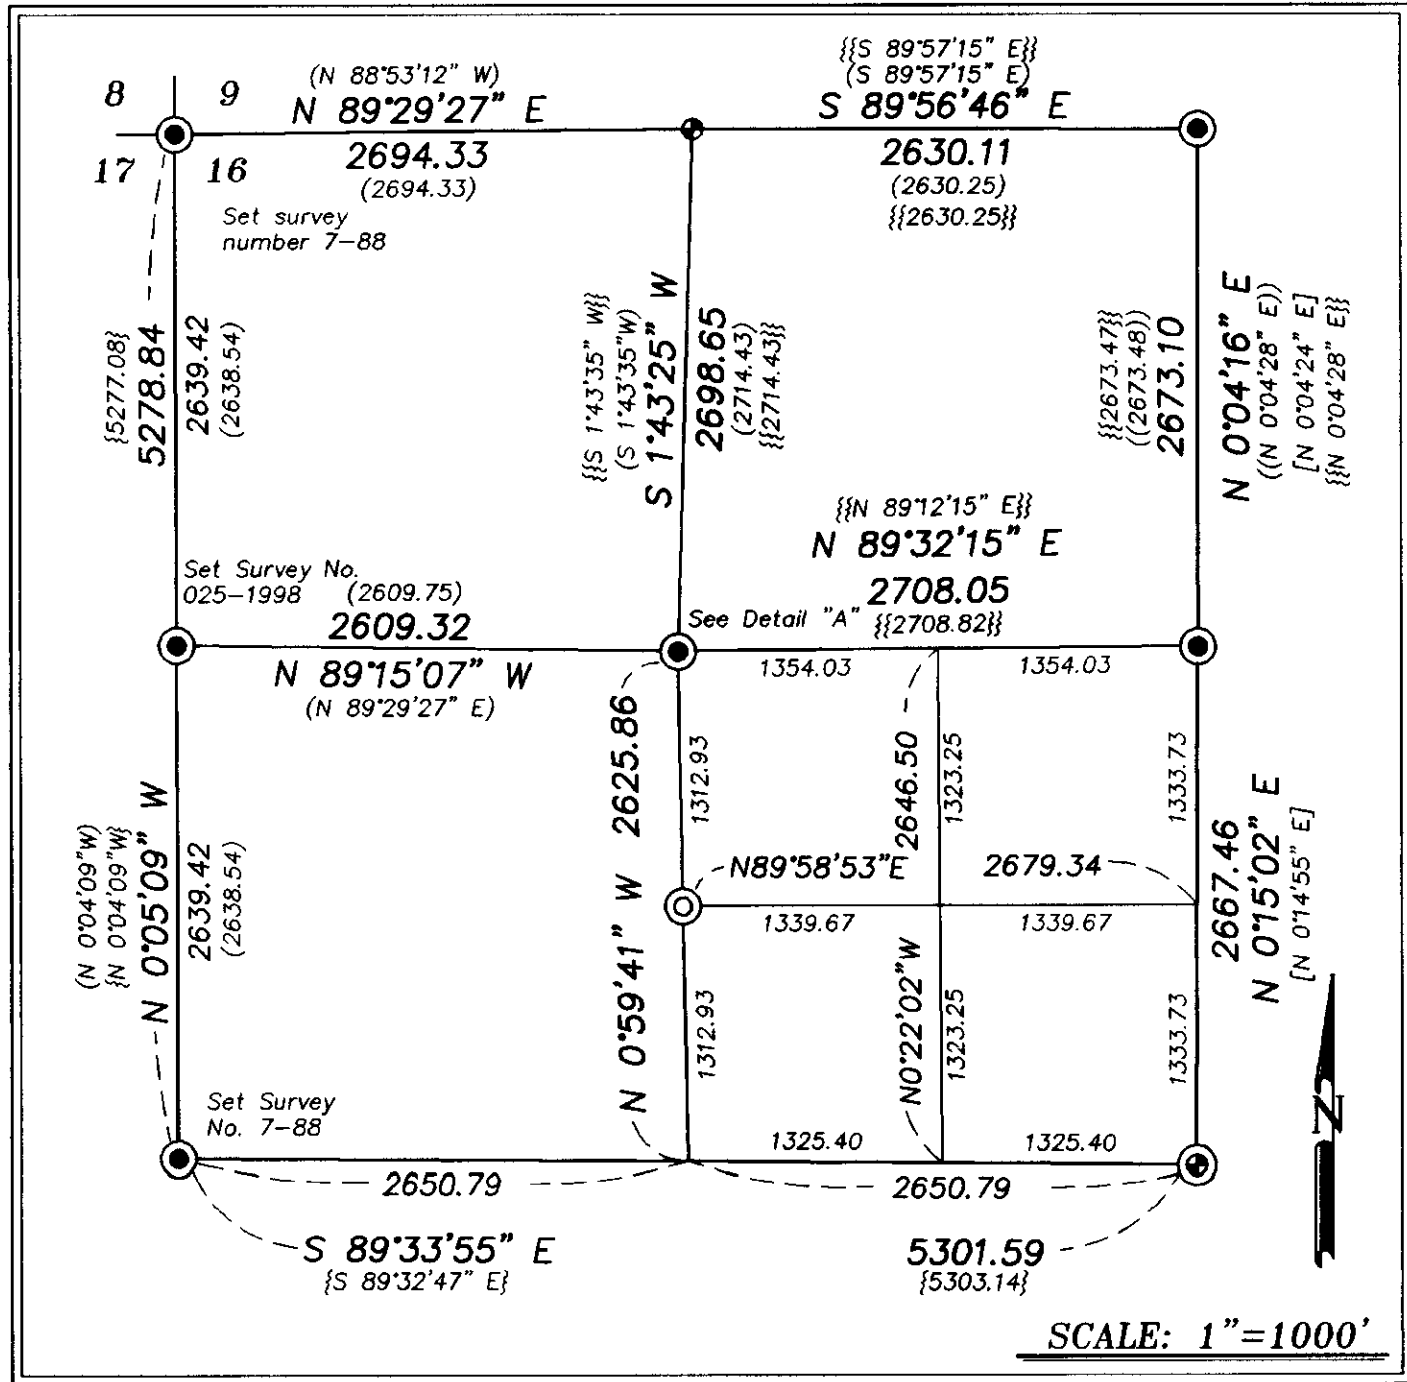 8 9
17 16
(N 88°53'12" W)
N 89°29'27" E
2694.33
(2694.33)
{{S 89°57'15" E}}
(S 89°57'15" E)
S 89°56'46" E
2630.11
(2630.25)
{{2630.25}}
Set survey
number 7-88
{5277.08}
5278.84
2639.42
(2638.54)
{{S 1°43'35" W}}
(S 1°43'35"W)
S 1°43'25" W
2698.65
(2714.43)
{{2714.43}}
{{2673.47}}
((2673.48))
2673.10
N 0°04'16" E
((N 0°04'28" E))
[N 0°04'24" E]
{{N 0°04'28" E}}
{{N 89°12'15" E}}
N 89°32'15" E
2708.05
{{2708.82}}
See Detail "A"
Set Survey No.
025-1998 (2609.75)
2609.32
N 89°15'07" W
(N 89°29'27" E)
1354.03
1354.03
(N 0°04'09"W)
{N 0°04'09"W}
N 0°05'09" W
2639.42
(2638.54)
N 0°59'41" W 2625.86
1312.93
2646.50
1323.25
1333.73
N89°58'53"E
2679.34
1339.67
1339.67
2667.46
N 0°15'02" E
[N 0°14'55" E]
1312.93
N0°22'02"W
1323.25
1333.73
Set Survey
No. 7-88
1325.40
1325.40
2650.79
2650.79
S 89°33'55" E
{S 89°32'47" E}
5301.59
{5303.14}
N
SCALE: 1"=1000'